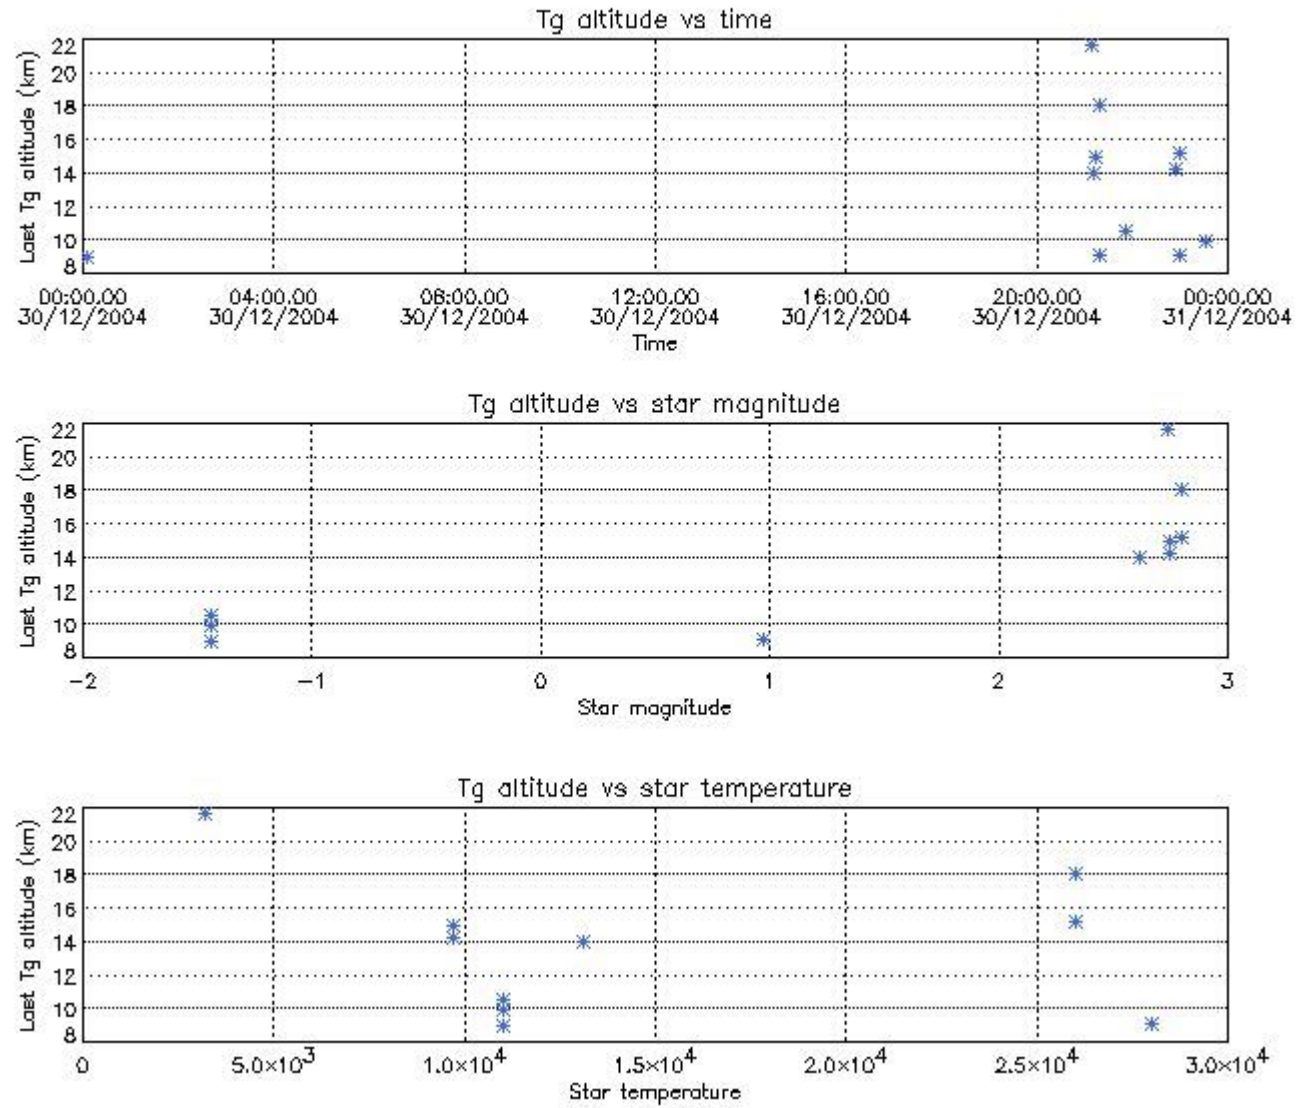 Tg altitude vs time
Last Tg altitude (km)
22
20
18
16
14
12
10
8
00:00.00 04:00.00 08:00.00 12:00.00 16:00.00 20:00.00 00:00.00
30/12/2004 30/12/2004 30/12/2004 30/12/2004 30/12/2004 30/12/2004 31/12/2004
Time
Tg altitude vs star magnitude
Last Tg altitude (km)
22
20
18
16
14
12
10
8
-2 -1 0 1 2 3
Star magnitude
Tg altitude vs star temperature
Last Tg altitude (km)
22
20
18
16
14
12
10
8
0 5.0×10³ 1.0×10⁴ 1.5×10⁴ 2.0×10⁴ 2.5×10⁴ 3.0×10⁴
Star temperature